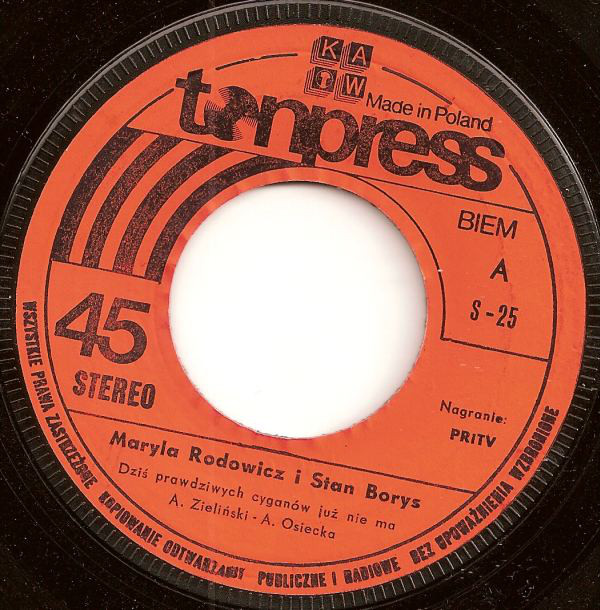 KA
W
Made in Poland
tonpress
BIEM
A
S-25
45
STEREO
Nagranie:
PRiTV
Maryla Rodowicz i Stan Borys
Dziś prawdziwych cyganów już nie ma
A. Zieliński - A. Osiecka
WSZYSTKIE PRAWA ZASTRZEŻONE KOPIOWANIE ODTWARZANIE PUBLICZNE I RADIOWE BEZ UPOWAŻNIENIA WZBRONIONE